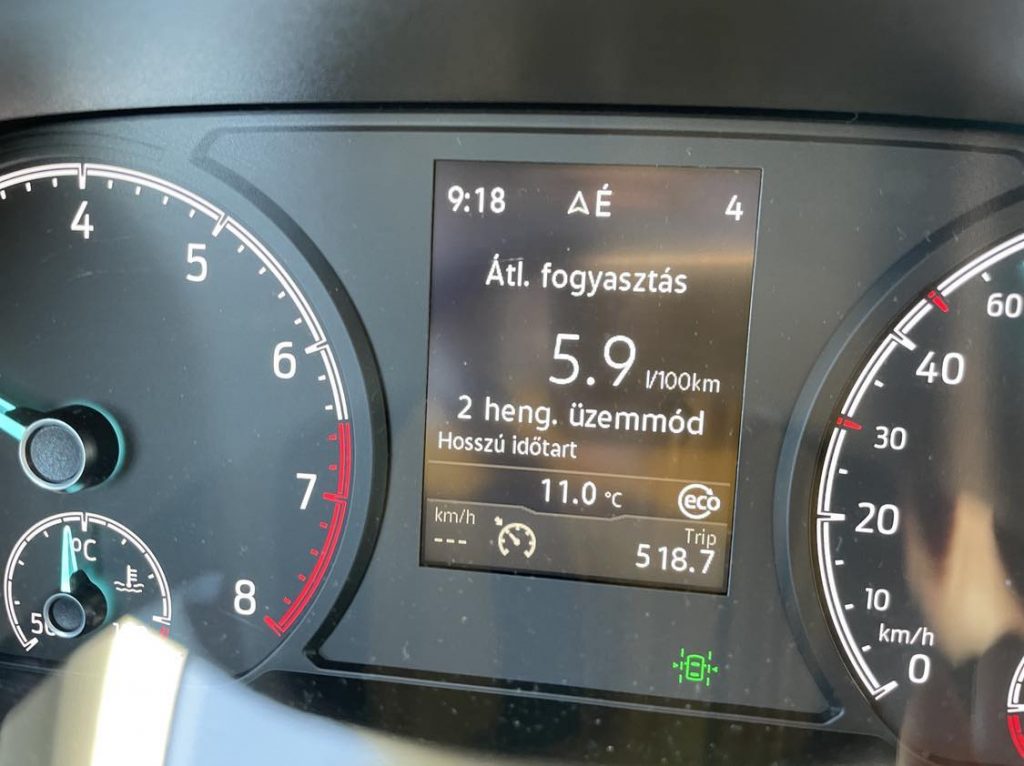 9:18 É 4
Átl. fogyasztás
5.9 l/100km
2 heng. üzemmód
Hosszú időtart
11.0 °C eco
km/h Trip
--- 518.7
4
5
6
7
8
°C
50
60
40
30
20
10
km/h
0